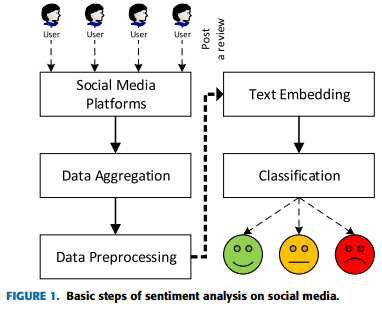 User User User User
Post
a review
Social Media
Platforms
Data Aggregation
Data Preprocessing
Text Embedding
Classification
FIGURE 1. Basic steps of sentiment analysis on social media.